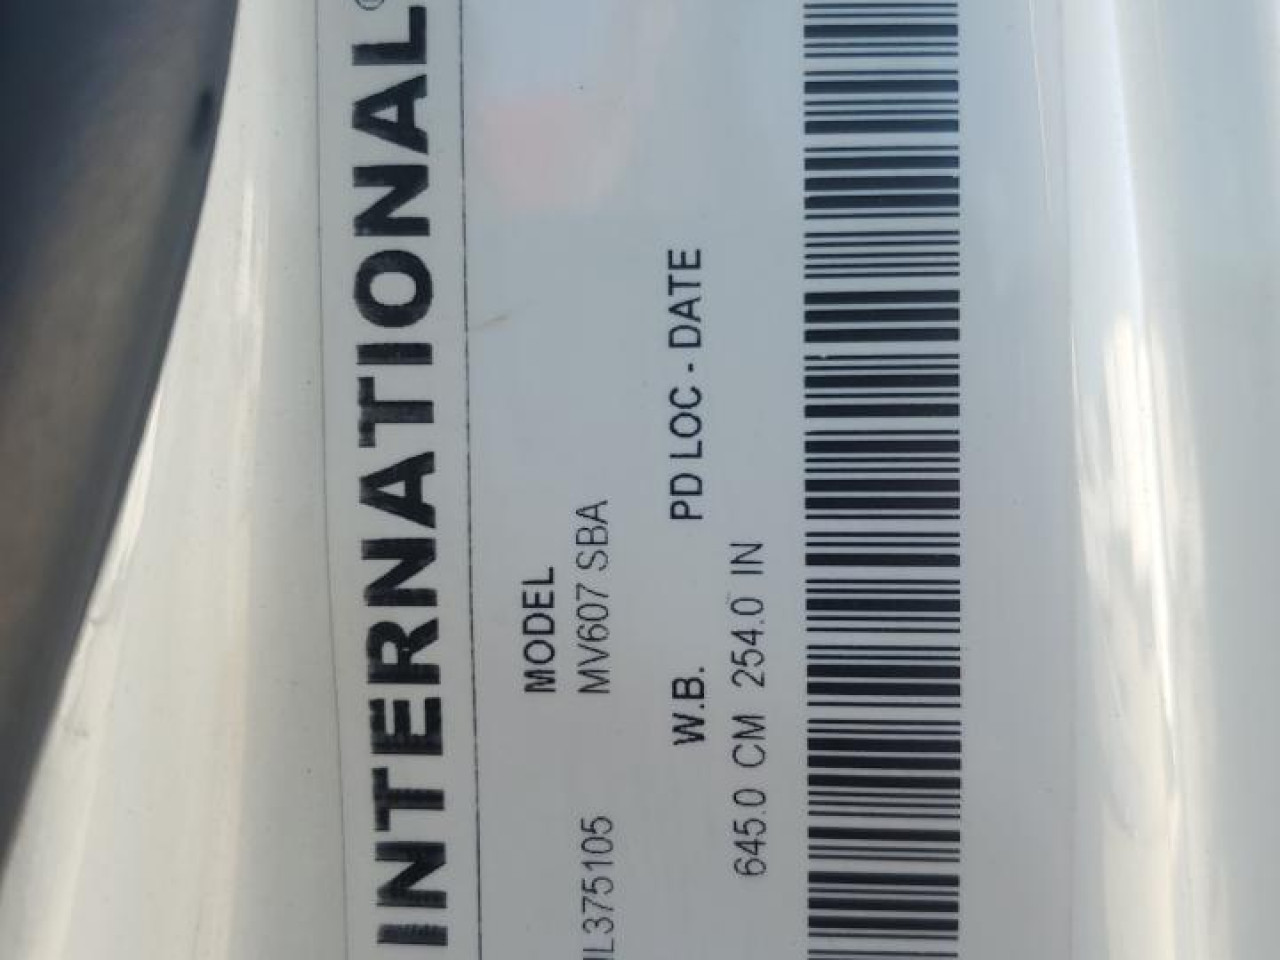 INTERNATIONAL®
MODEL
L375105 MV607 SBA
W.B. PD LOC - DATE
645.0 CM 254.0 IN